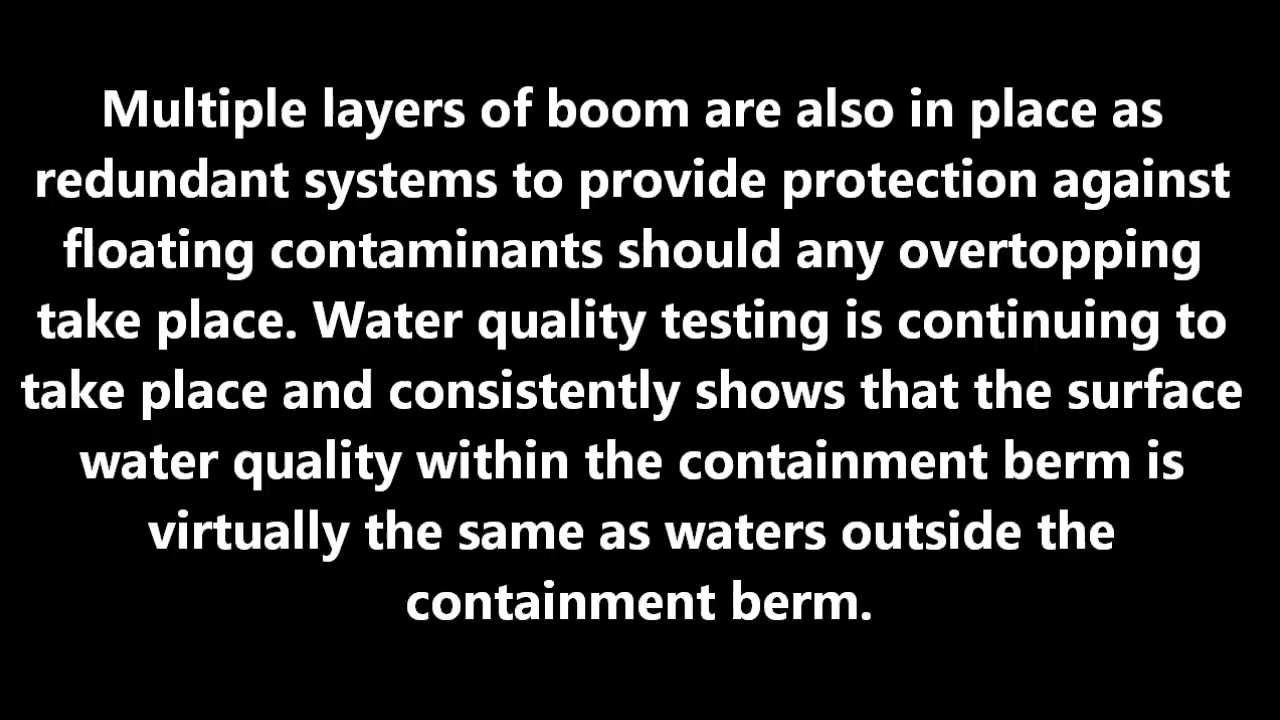 Multiple layers of boom are also in place as
redundant systems to provide protection against
floating contaminants should any overtopping
take place. Water quality testing is continuing to
take place and consistently shows that the surface
water quality within the containment berm is
virtually the same as waters outside the
containment berm.